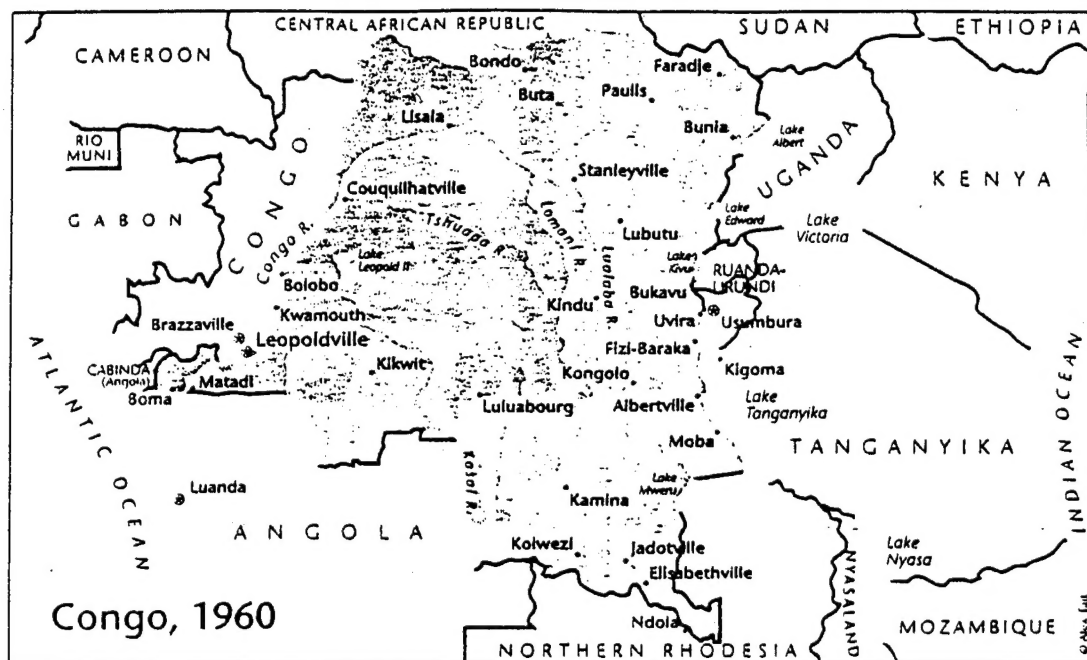 CENTRAL AFRICAN REPUBLIC
SUDAN
ETHIOPIA
CAMEROON
Bondo
Faradje
Buta
Paulis
Lisala
Bunia
Lake
Albert
RIO
MUNI
UGANDA
KENYA
Stanleyville
CONGO
Couquilhatville
GABON
Congo R.
Tshuapa R.
Lomani R.
Lualaba R.
Lake
Edward
Lake
Victoria
Lubutu
Lake
Leopold II
Lake
Kivu
RUANDA-
URUNDI
Bolobo
Bukavu
Kindu
Kwamouth
Uvira
Usumbura
Brazzaville
Leopoldville
Fizi-Baraka
ATLANTIC OCEAN
CABINDA
(Angola)
Matadi
Boma
Kikwit
Kongolo
Kigoma
Luluabourg
Albertville
Lake
Tanganyika
Moba
TANGANYIKA
INDIAN OCEAN
Kasai R.
Lake
Mweru
Luanda
Kamina
ANGOLA
Kolwezi
Jadotville
Elisabethville
Lake
Nyasa
NYASALAND
Congo, 1960
Ndola
NORTHERN RHODESIA
MOZAMBIQUE